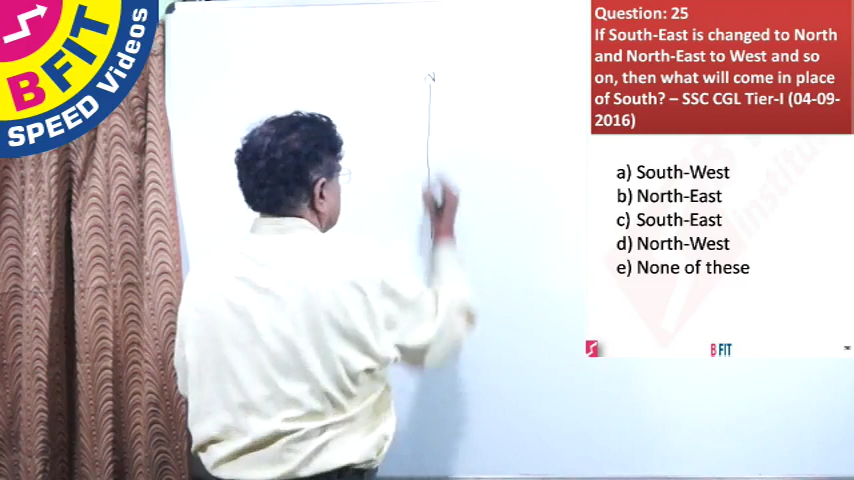 BFIT
SPEED Videos
N
Question: 25
If South-East is changed to North
and North-East to West and so
on, then what will come in place
of South? – SSC CGL Tier-I (04-09-
2016)
a) South-West
b) North-East
c) South-East
d) North-West
e) None of these
B FIT